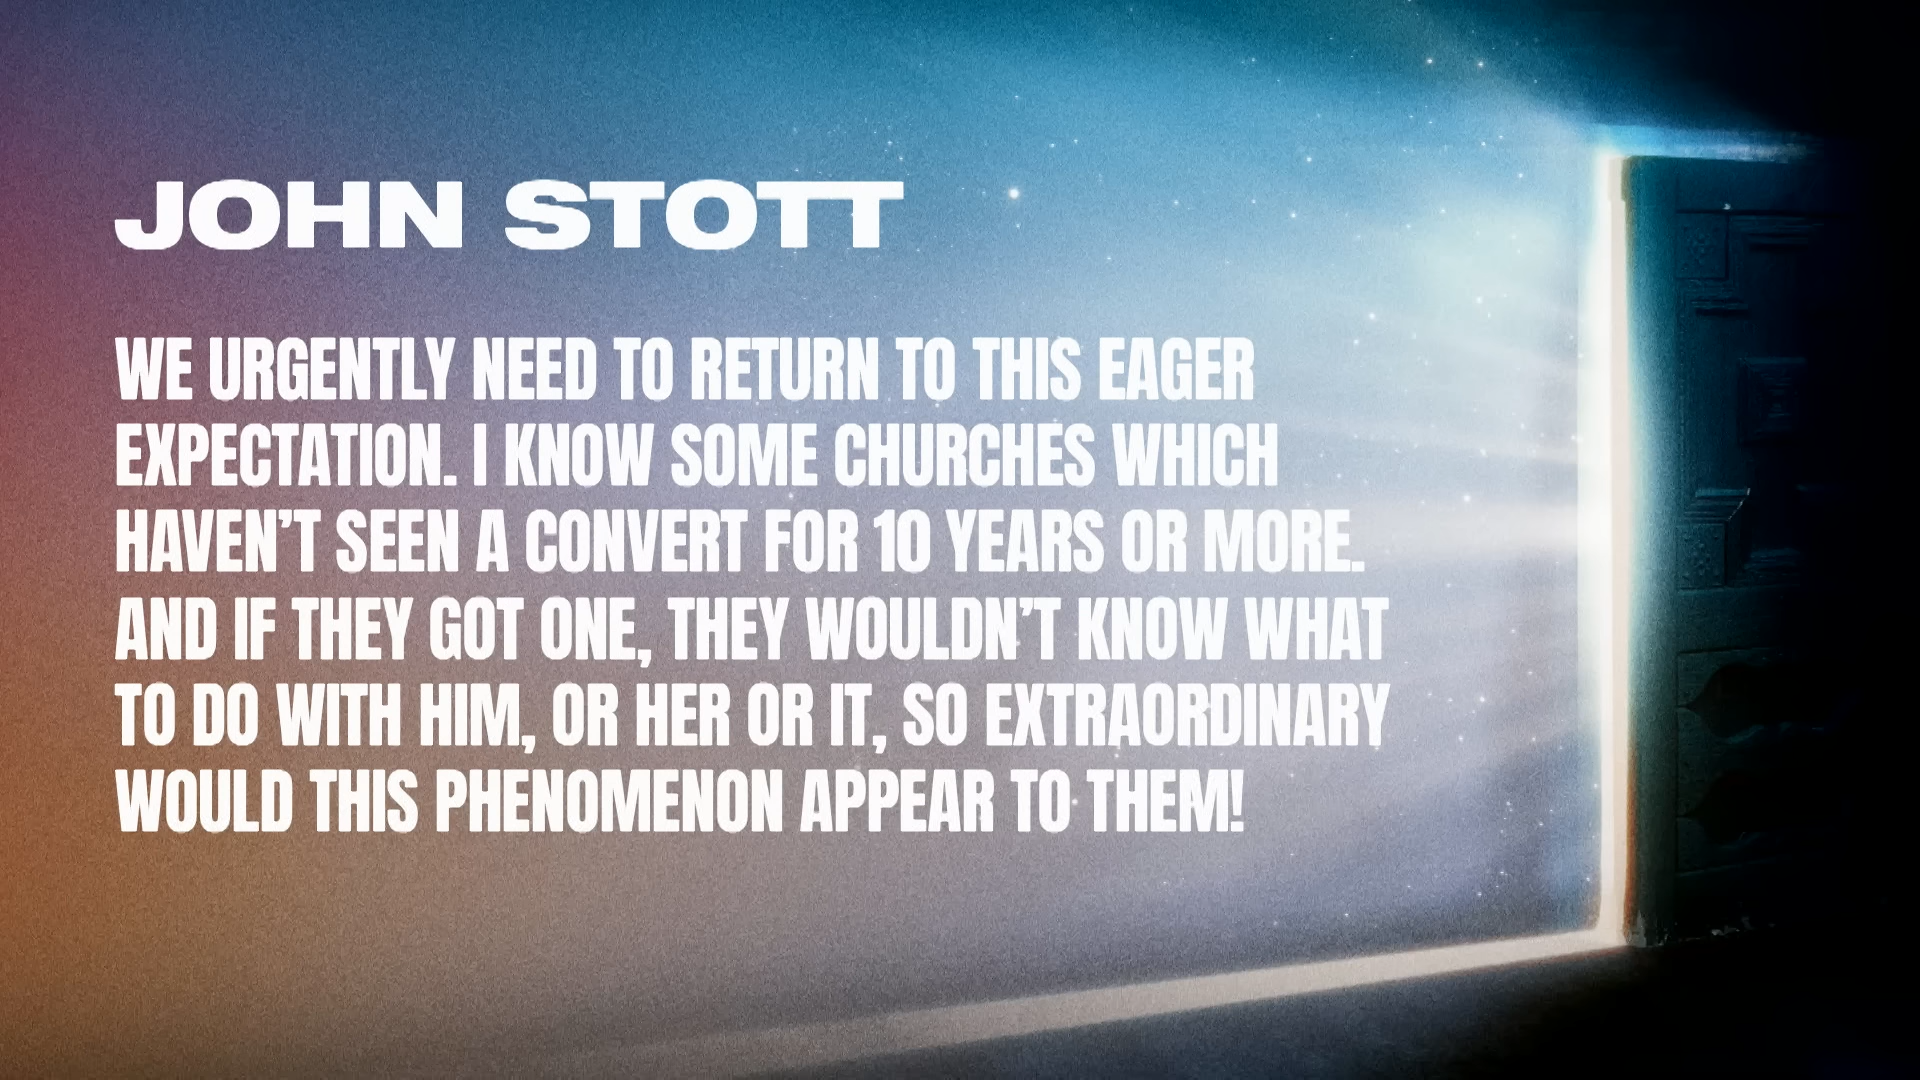 JOHN STOTT
WE URGENTLY NEED TO RETURN TO THIS EAGER
EXPECTATION. I KNOW SOME CHURCHES WHICH
HAVEN’T SEEN A CONVERT FOR 10 YEARS OR MORE.
AND IF THEY GOT ONE, THEY WOULDN’T KNOW WHAT
TO DO WITH HIM, OR HER OR IT, SO EXTRAORDINARY
WOULD THIS PHENOMENON APPEAR TO THEM!